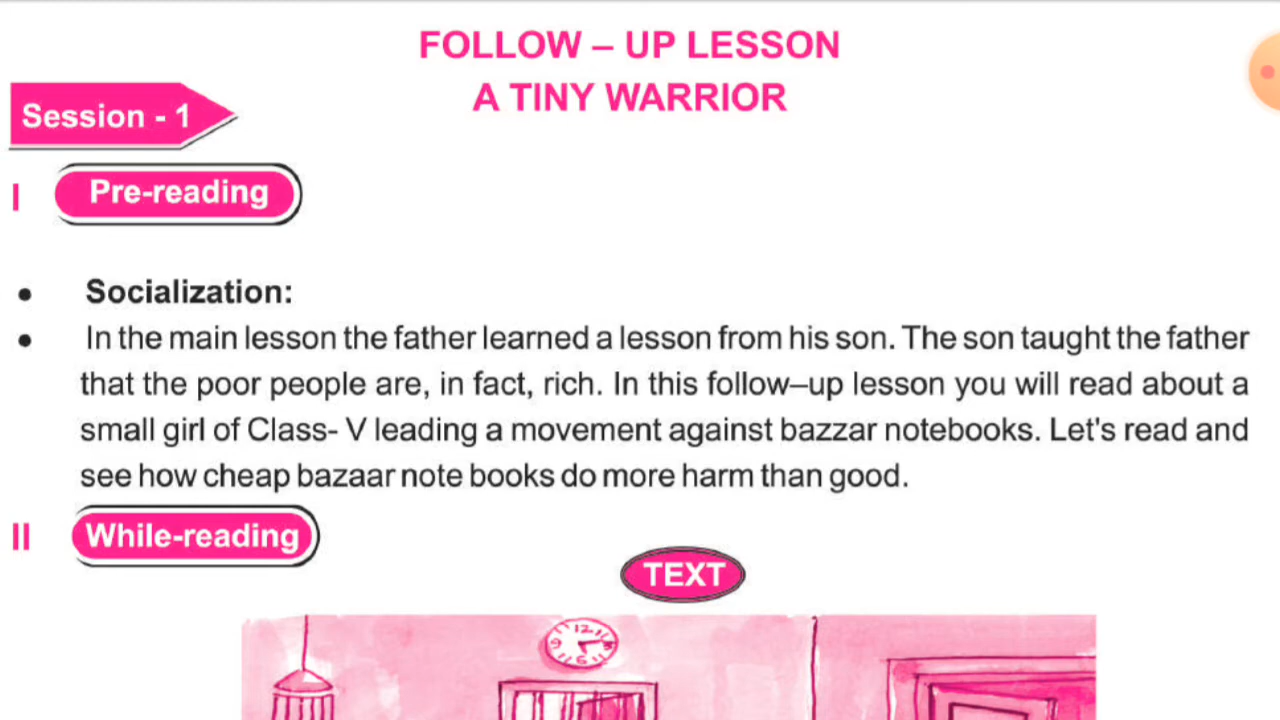 FOLLOW – UP LESSON
A TINY WARRIOR
Session - 1
I Pre-reading
• Socialization:
• In the main lesson the father learned a lesson from his son. The son taught the father
that the poor people are, in fact, rich. In this follow–up lesson you will read about a
small girl of Class- V leading a movement against bazzar notebooks. Let's read and
see how cheap bazaar note books do more harm than good.
II While-reading
TEXT